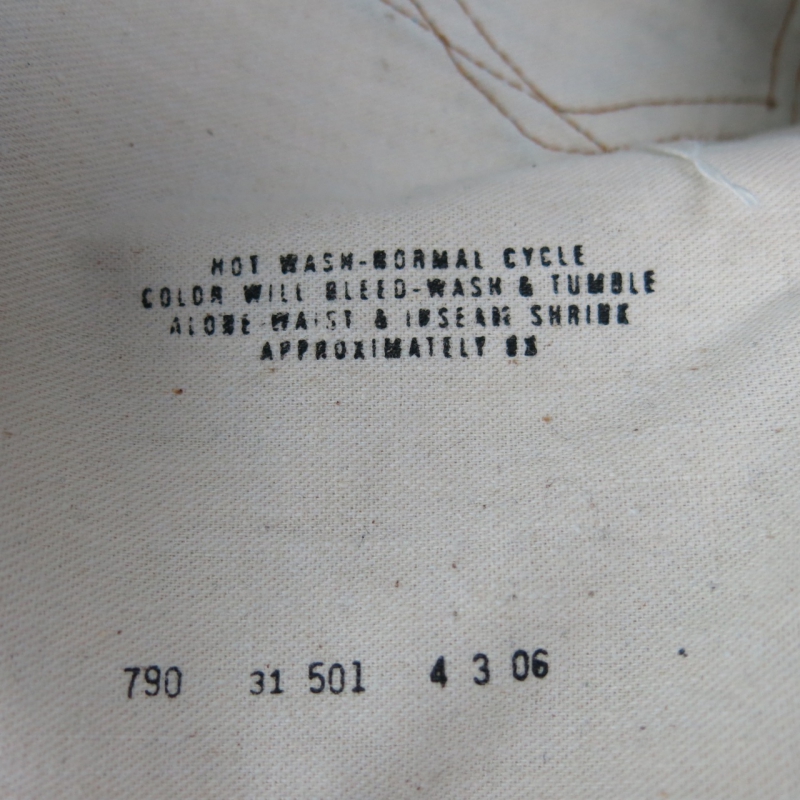 HOT WASH-NORMAL CYCLE
COLOR WILL BLEED-WASH & TUMBLE
ALONE-WAIST & INSEAM SHRINK
APPROXIMATELY
790 31 501 4 3 06